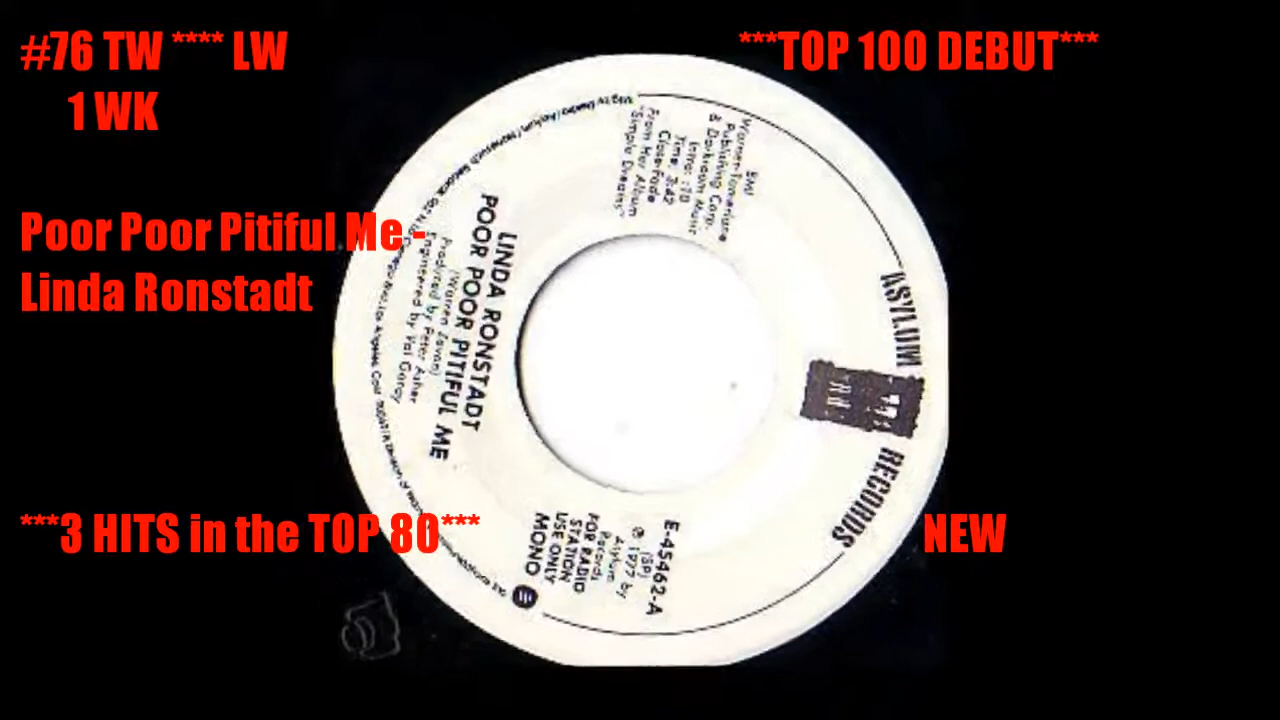 #76 TW **** LW
1 WK
***TOP 100 DEBUT***
Poor Poor Pitiful Me -
Linda Ronstadt
***3 HITS in the TOP 80***
NEW
ASYLUM
RECORDS
LINDA RONSTADT
POOR POOR PITIFUL ME
(Warren Zevon)
Produced by Peter Asher
Engineered by Val Garay
BMI
Warner-Tamerlane
Publishing Corp.
& Darkroom Music
Intro: :10
Time: 3:42
Close: Fade
From Her Album
"Simple Dreams"
E-45462-A
(SP)
℗ 1977 by
Asylum
Records
FOR RADIO
STATION
USE ONLY
MONO